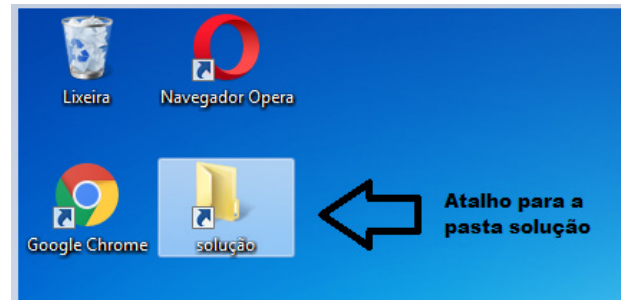 Lixeira
Navegador Opera
Google Chrome
solução
Atalho para a
pasta solução